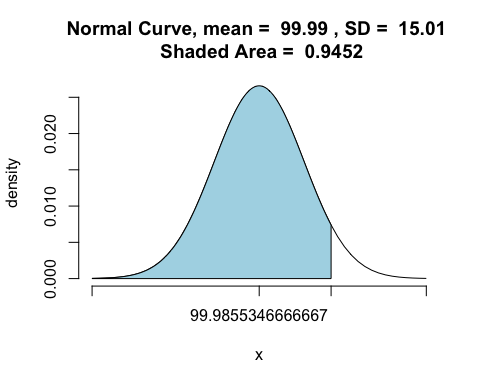 Normal Curve, mean =  99.99 , SD =  15.01
Shaded Area =  0.9452
density
0.020
0.010
0.000
99.9855346666667
x